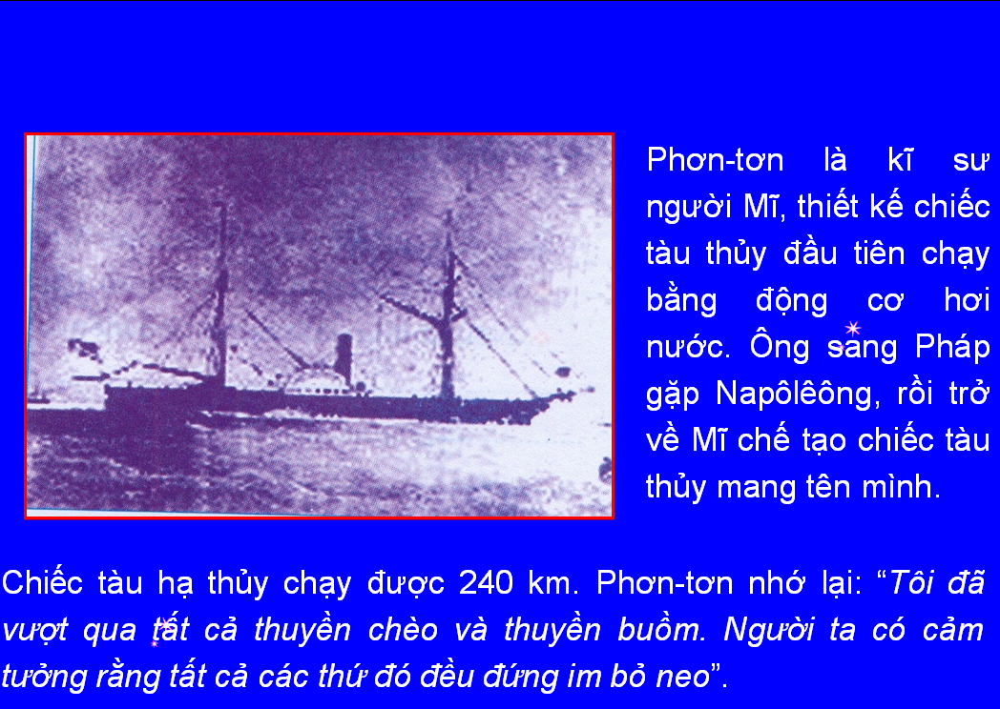 Phơn-tơn là kĩ sư
người Mĩ, thiết kế chiếc
tàu thủy đầu tiên chạy
bằng động cơ hơi
nước. Ông sang Pháp
gặp Napôlêông, rồi trở
về Mĩ chế tạo chiếc tàu
thủy mang tên mình.
Chiếc tàu hạ thủy chạy được 240 km. Phơn-tơn nhớ lại: “Tôi đã
vượt qua tất cả thuyền chèo và thuyền buồm. Người ta có cảm
tưởng rằng tất cả các thứ đó đều đứng im bỏ neo”.